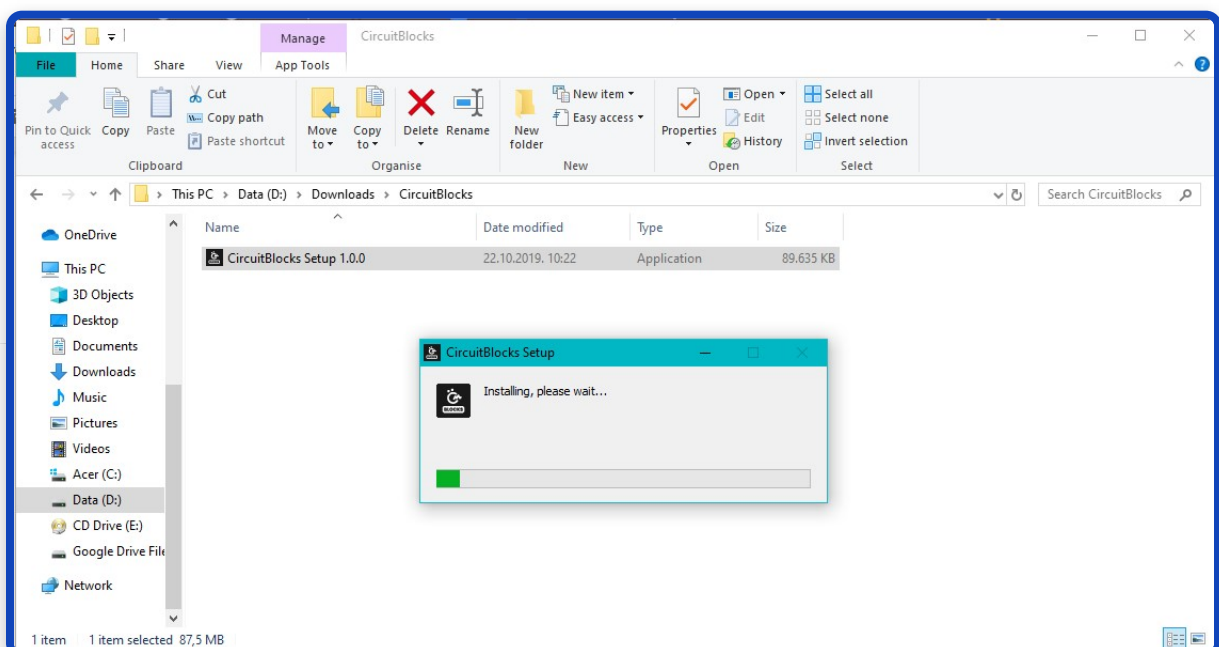 Manage
CircuitBlocks
File
Home
Share
View
App Tools
Pin to Quick access
Copy
Paste
Cut
Copy path
Paste shortcut
Clipboard
Move to
Copy to
Delete
Rename
Organise
New folder
New item
Easy access
New
Properties
Open
Edit
History
Open
Select all
Select none
Invert selection
Select
This PC > Data (D:) > Downloads > CircuitBlocks
Search CircuitBlocks
Name
Date modified
Type
Size
CircuitBlocks Setup 1.0.0
22.10.2019. 10:22
Application
89.635 KB
OneDrive
This PC
3D Objects
Desktop
Documents
Downloads
Music
Pictures
Videos
Acer (C:)
Data (D:)
CD Drive (E:)
Google Drive File
Network
CircuitBlocks Setup
BLOCKS
Installing, please wait...
1 item
1 item selected 87,5 MB